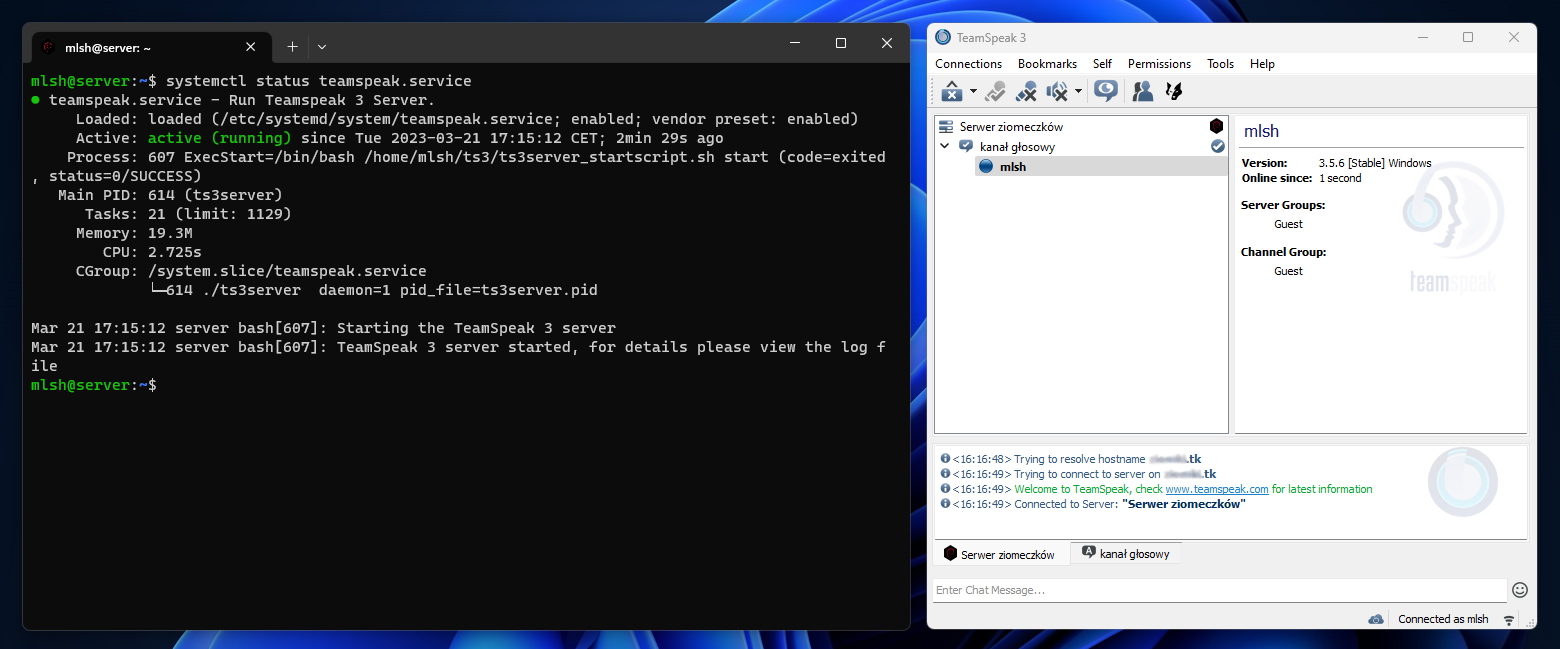 mlsh@server: ~
mlsh@server:~$ systemctl status teamspeak.service
● teamspeak.service - Run Teamspeak 3 Server.
Loaded: loaded (/etc/systemd/system/teamspeak.service; enabled; vendor preset: enabled)
Active: active (running) since Tue 2023-03-21 17:15:12 CET; 2min 29s ago
Process: 607 ExecStart=/bin/bash /home/mlsh/ts3/ts3server_startscript.sh start (code=exited
, status=0/SUCCESS)
Main PID: 614 (ts3server)
Tasks: 21 (limit: 1129)
Memory: 19.3M
CPU: 2.725s
CGroup: /system.slice/teamspeak.service
└─614 ./ts3server daemon=1 pid_file=ts3server.pid
Mar 21 17:15:12 server bash[607]: Starting the TeamSpeak 3 server
Mar 21 17:15:12 server bash[607]: TeamSpeak 3 server started, for details please view the log f
ile
mlsh@server:~$
TeamSpeak 3
Connections Bookmarks Self Permissions Tools Help
Serwer ziomeczków
kanał głosowy
mlsh
mlsh
Version: 3.5.6 [Stable] Windows
Online since: 1 second
Server Groups:
Guest
Channel Group:
Guest
teamspeak
<16:16:48> Trying to resolve hostname .tk
<16:16:49> Trying to connect to server on .tk
<16:16:49> Welcome to TeamSpeak, check www.teamspeak.com for latest information
<16:16:49> Connected to Server: "Serwer ziomeczków"
Serwer ziomeczków
A kanał głosowy
Enter Chat Message...
Connected as mlsh